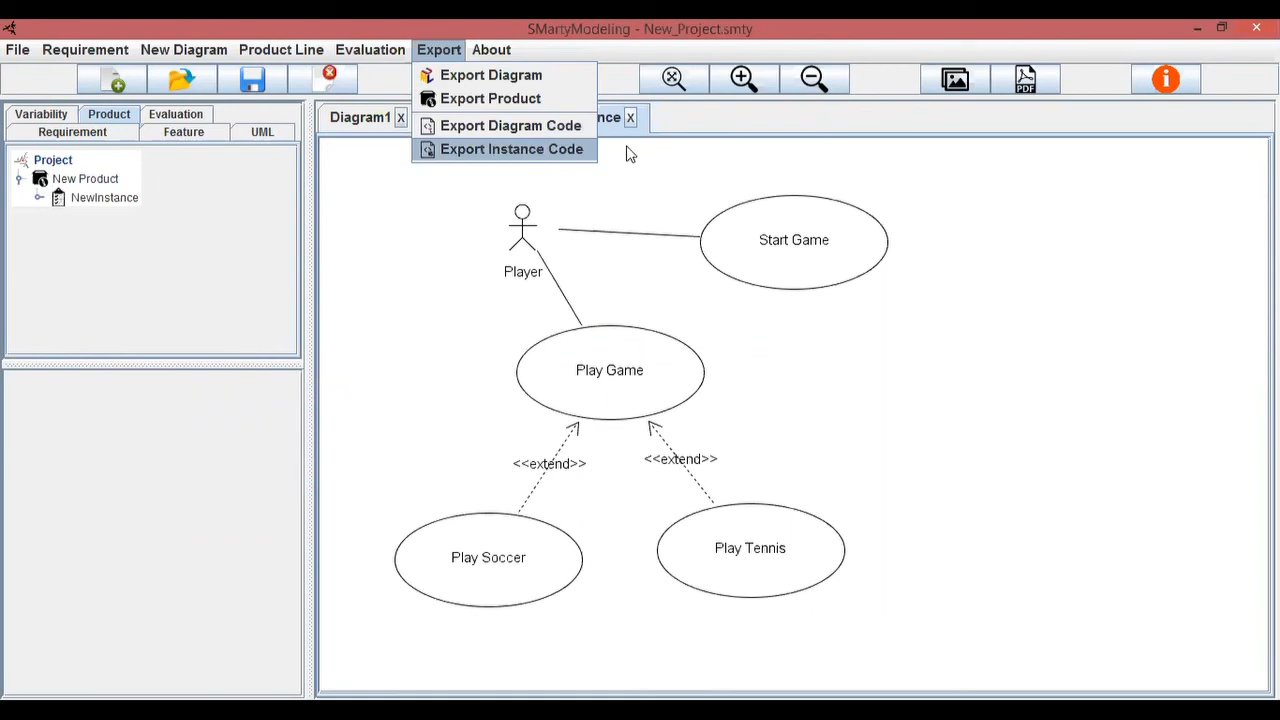 SMartyModeling - New_Project.smty
File Requirement New Diagram Product Line Evaluation Export About
Export Diagram
Export Product
Export Diagram Code
Export Instance Code
PDF
i
Variability Product Evaluation
Requirement Feature UML
Project
New Product
NewInstance
Diagram1 X nce X
Player
Start Game
Play Game
<<extend>> <<extend>>
Play Soccer
Play Tennis